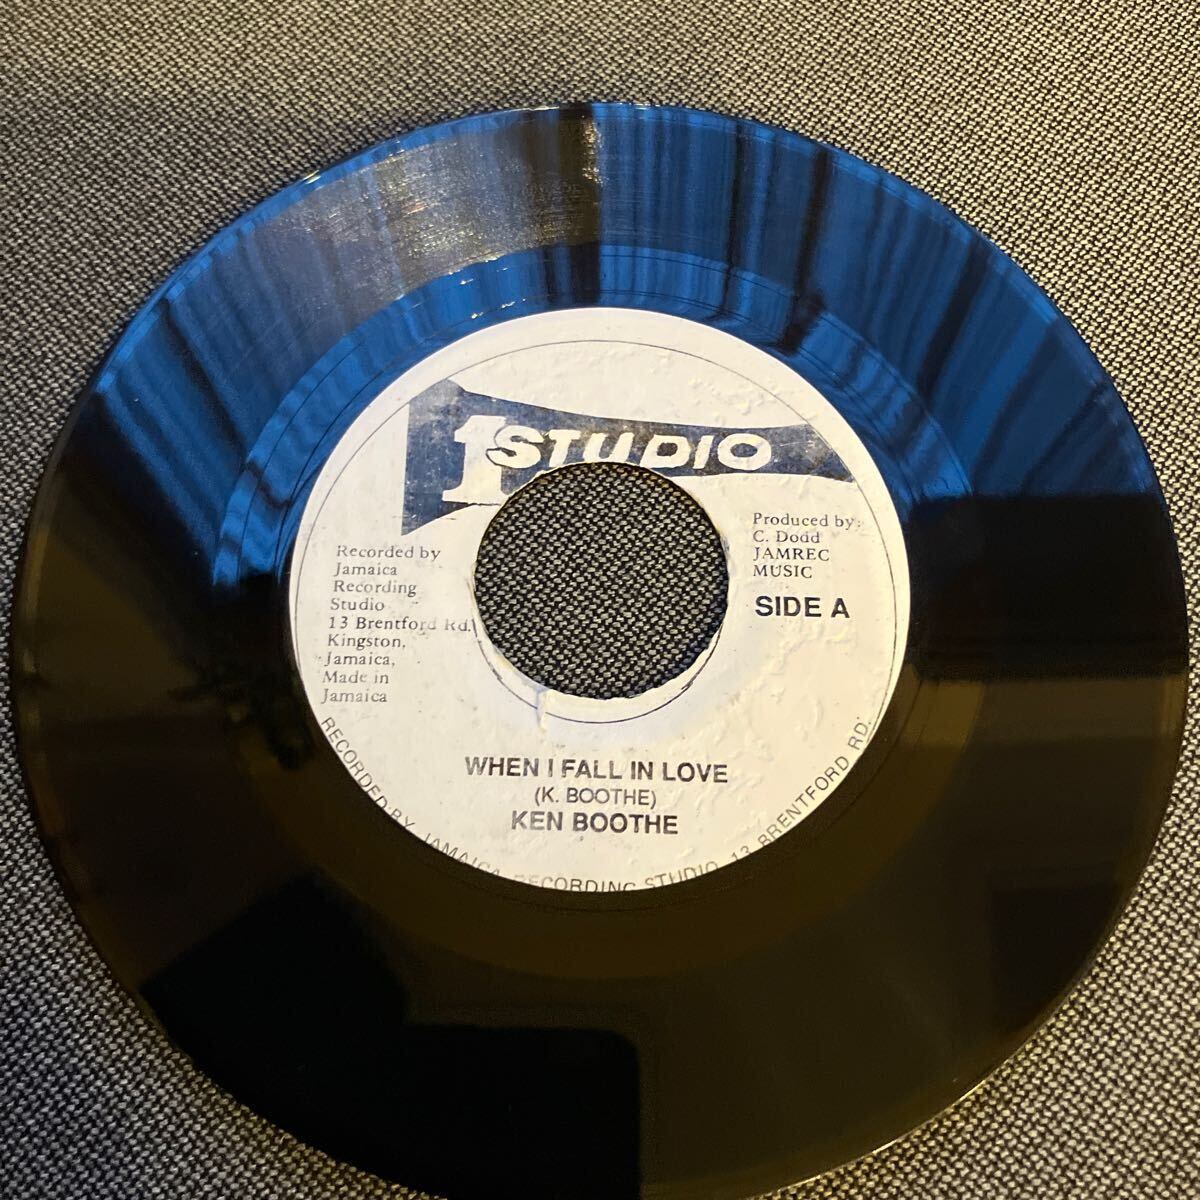 1 STUDIO
Produced by:
C. Dodd
JAMREC
MUSIC
SIDE A
Recorded by
Jamaica
Recording
Studio
13 Brentford Rd.
Kingston,
Jamaica,
Made in
Jamaica
WHEN I FALL IN LOVE
(K. BOOTHE)
KEN BOOTHE
RECORDED BY JAMAICA RECORDING STUDIO, 13 BRENTFORD RD.